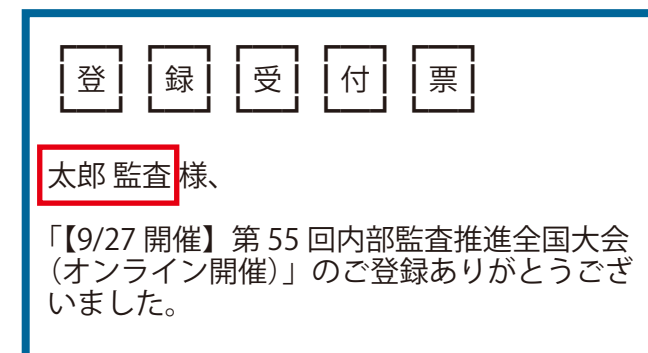 登録受付票
太郎 監査 様、
「【9/27 開催】第 55 回内部監査推進全国大会
（オンライン開催）」のご登録ありがとうござ
いました。